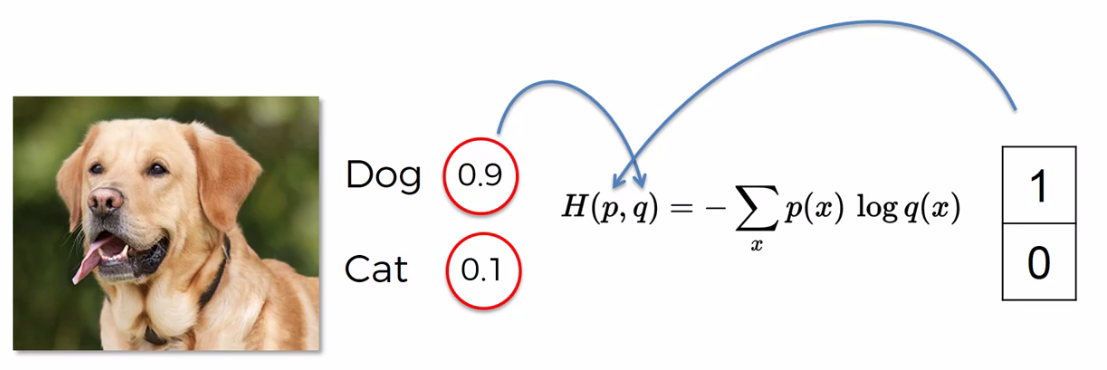 Dog 0.9
H(p, q) = − ∑ₓ p(x) log q(x)
Cat 0.1
1
0